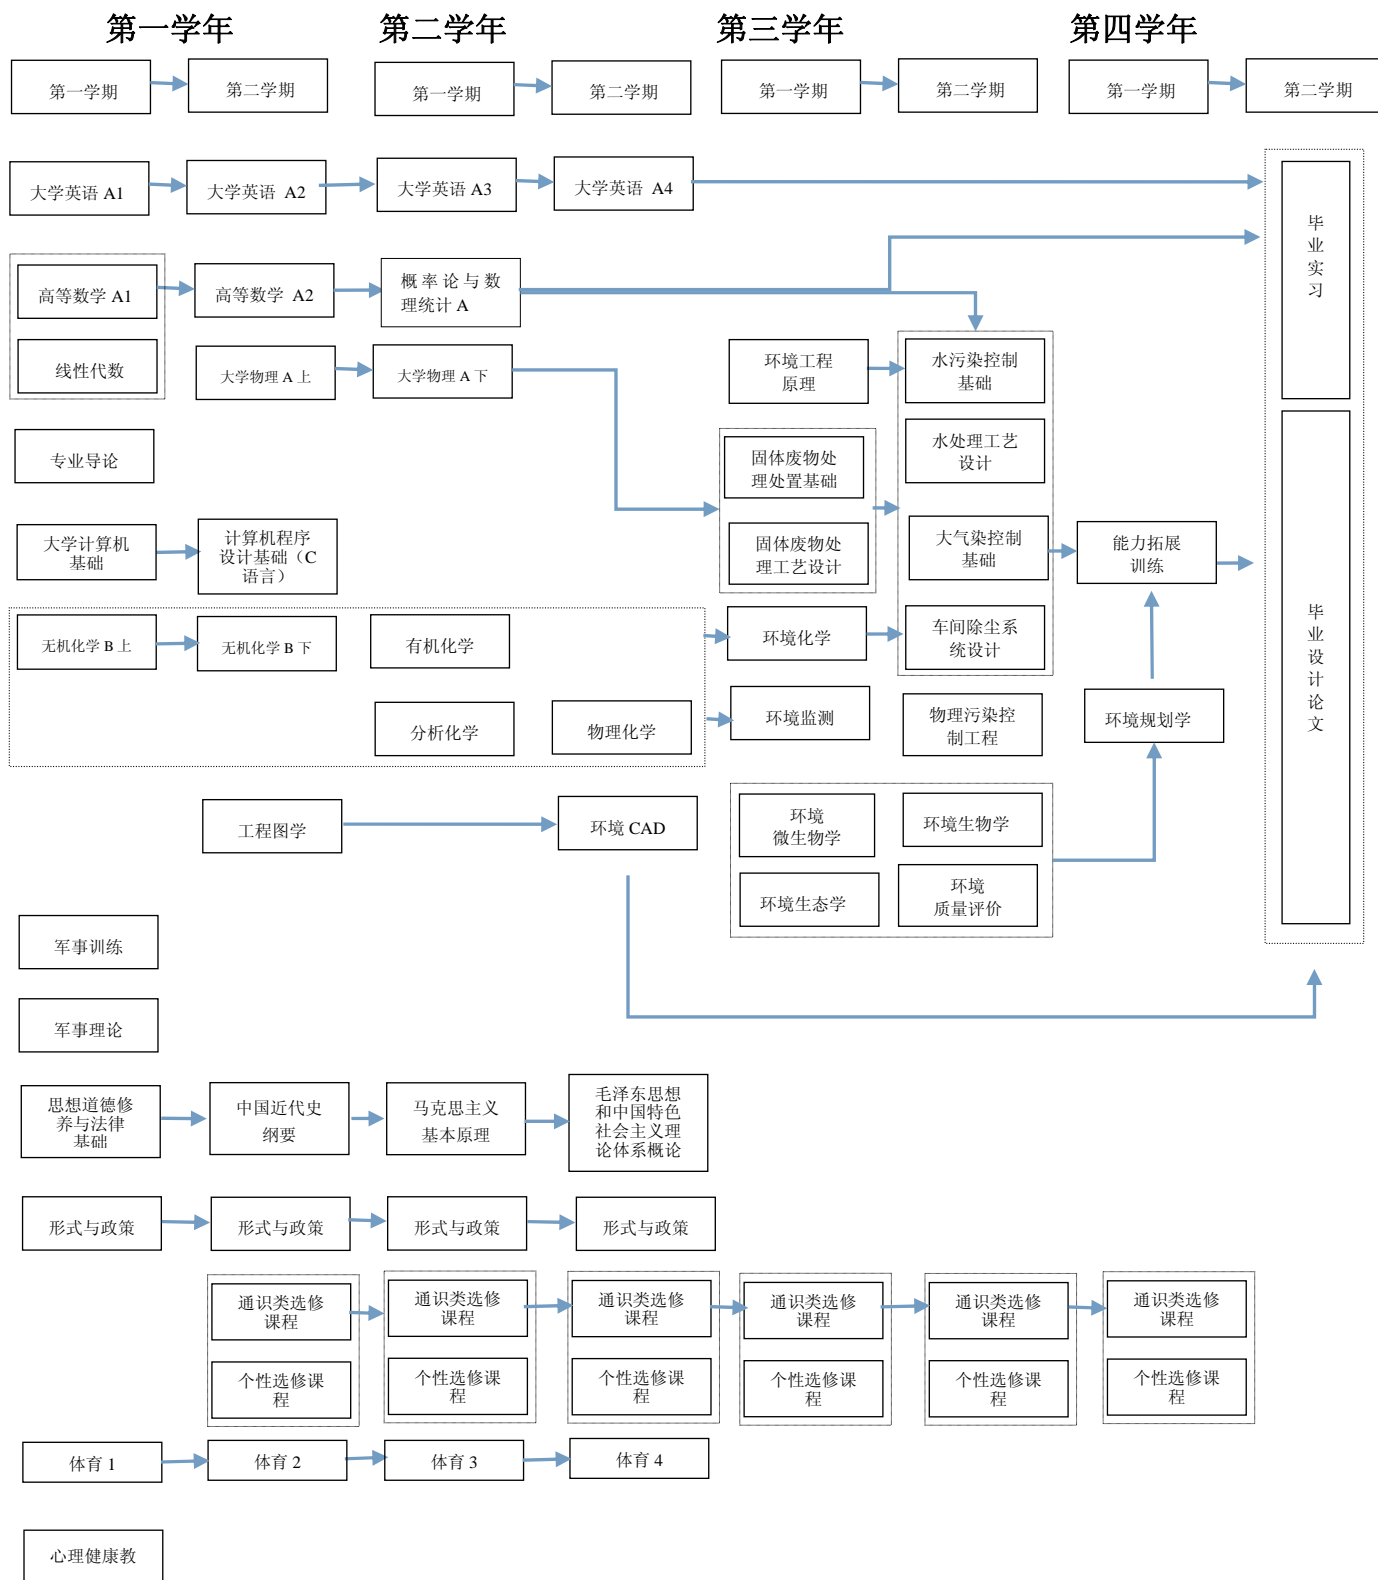 第一学年
第二学年
第三学年
第四学年
第一学期
第二学期
第一学期
第二学期
第一学期
第二学期
第一学期
第二学期
大学英语 A1
大学英语 A2
大学英语 A3
大学英语 A4
毕
业
实
习
高等数学 A1
高等数学 A2
概率论与数
理统计 A
线性代数
大学物理 A 上
大学物理 A 下
环境工程
原理
水污染控制
基础
专业导论
固体废物处
理处置基础
水处理工艺
设计
大学计算机
基础
计算机程序
设计基础（C
语言）
固体废物处
理工艺设计
大气染控制
基础
能力拓展
训练
毕
业
设
计
论
文
无机化学 B 上
无机化学 B 下
有机化学
环境化学
车间除尘系
统设计
分析化学
物理化学
环境监测
物理污染控
制工程
环境规划学
工程图学
环境 CAD
环境
微生物学
环境生物学
环境生态学
环境
质量评价
军事训练
军事理论
思想道德修
养与法律
基础
中国近代史
纲要
马克思主义
基本原理
毛泽东思想
和中国特色
社会主义理
论体系概论
形式与政策
形式与政策
形式与政策
形式与政策
通识类选修
课程
通识类选修
课程
通识类选修
课程
通识类选修
课程
通识类选修
课程
通识类选修
课程
个性选修课
程
个性选修课
程
个性选修课
程
个性选修课
程
个性选修课
程
个性选修课
程
体育 1
体育 2
体育 3
体育 4
心理健康教